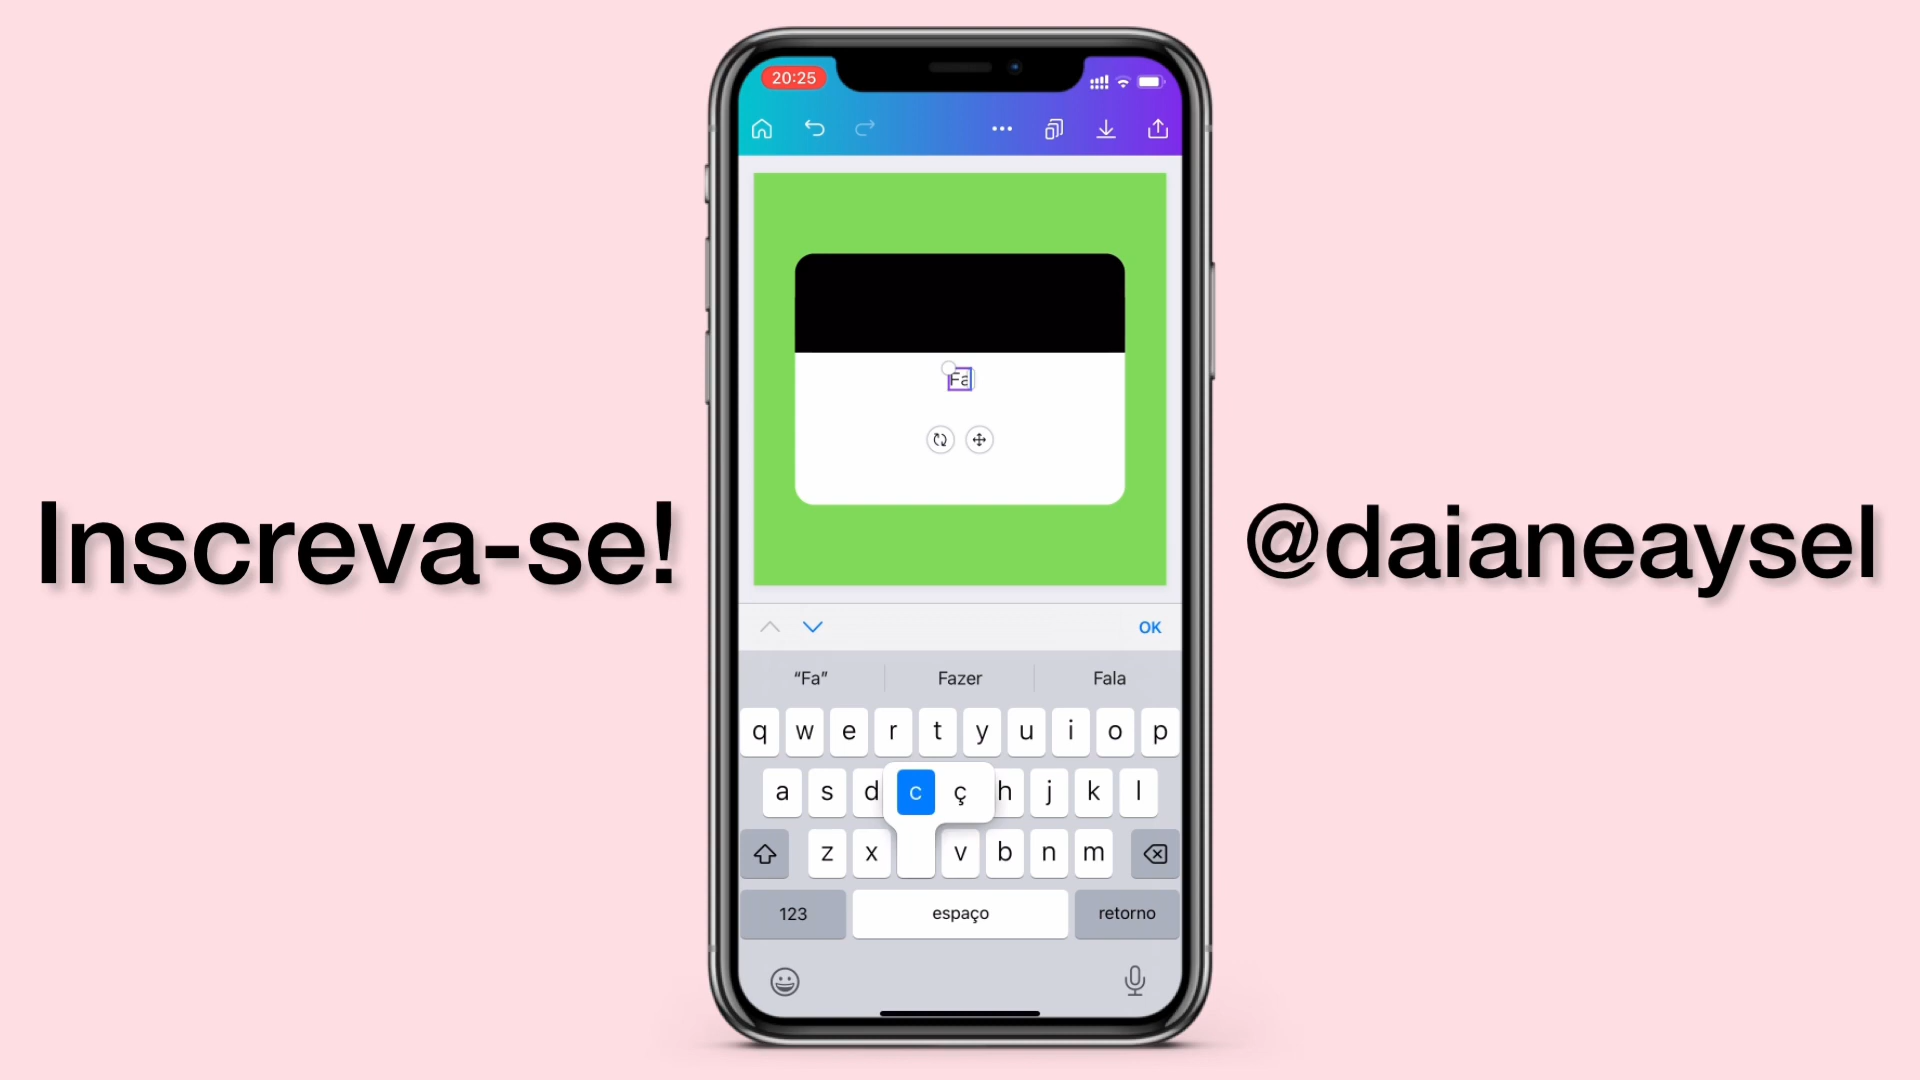 20:25
Fa
Inscreva-se!
@daianeaysel
OK
“Fa” Fazer Fala
q w e r t y u i o p
a s d c ç h j k l
z x v b n m
123 espaço retorno